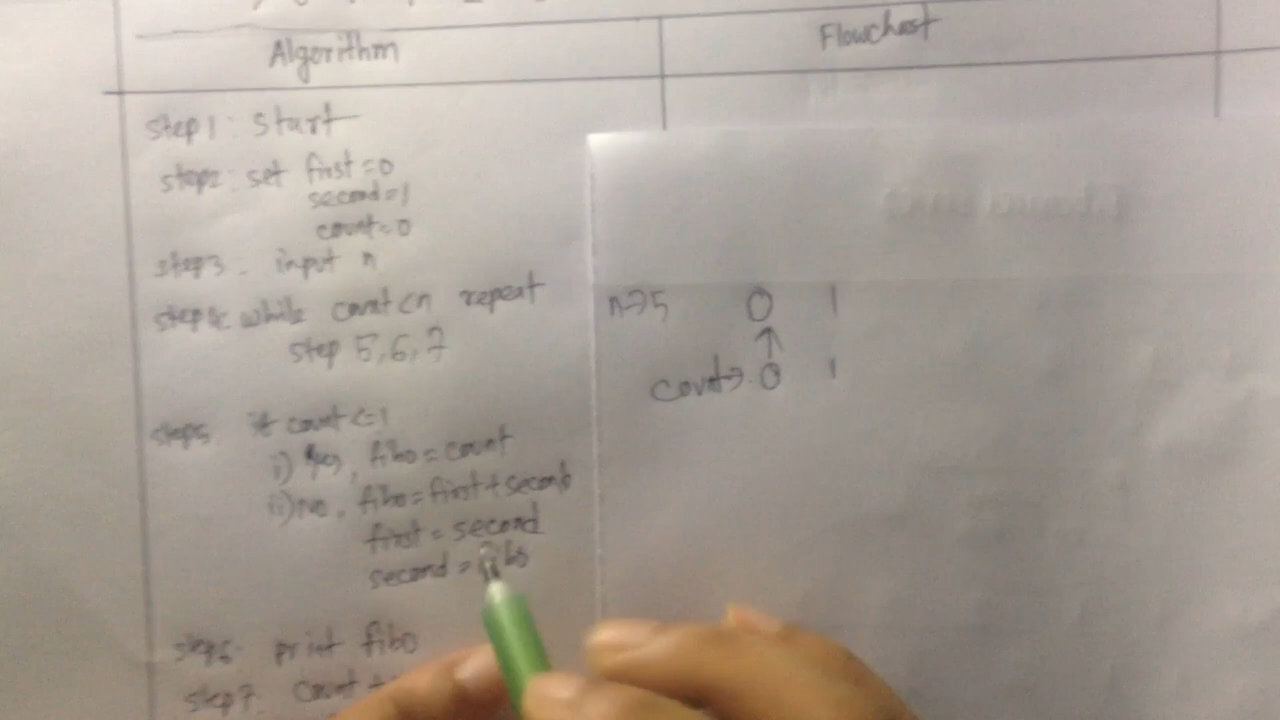 Algorithm
Flowchart
step1: Start
step2: set first=0
second=1
count=0
step3. input n
step4: while count<n repeat
step 5,6,7
n→5 0 1
↑
count→ 0 1
step5 if count<=1
i) Yes, fibo=count
ii) No, fibo=first+second
first=second
second=fibo
step6: print fibo
step7: count